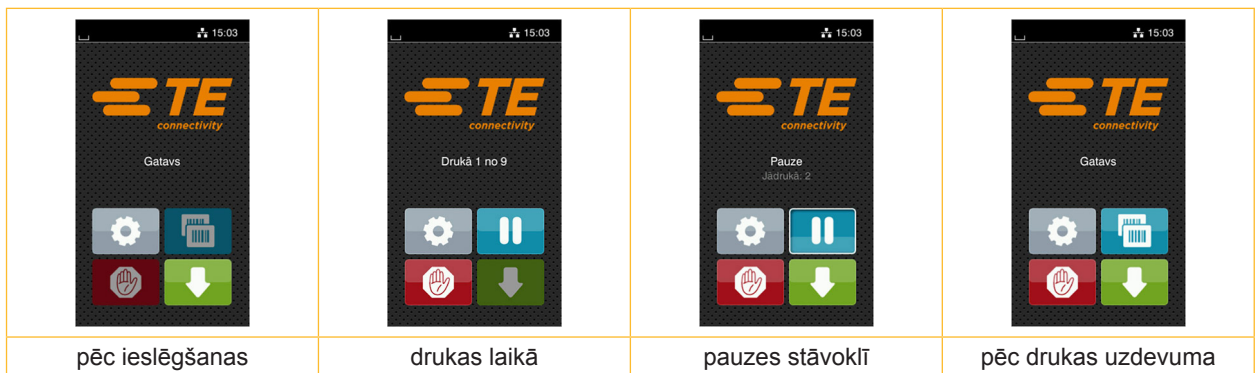 15:03
TE
connectivity
Gatavs
pēc ieslēgšanas
15:03
TE
connectivity
Drukā 1 no 9
drukas laikā
15:03
TE
connectivity
Pauze
Jādrukā: 2
pauzes stāvoklī
15:03
TE
connectivity
Gatavs
pēc drukas uzdevuma